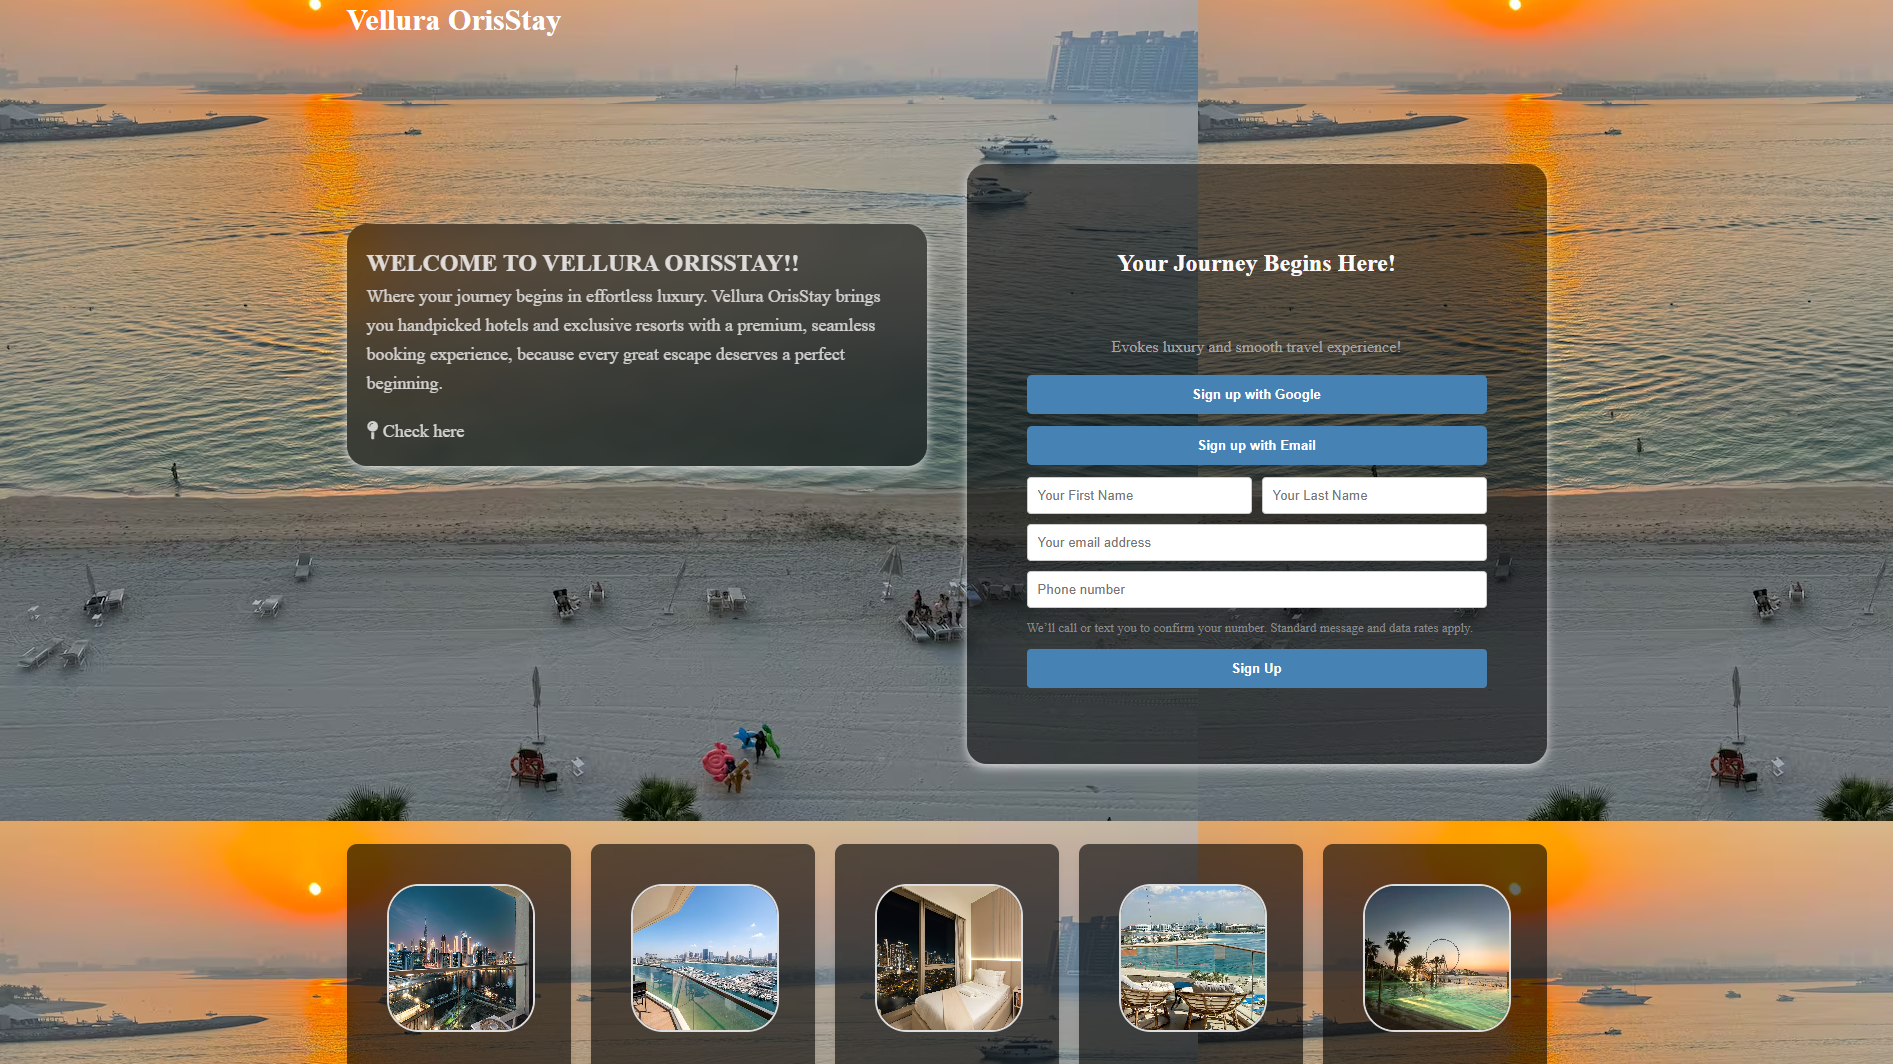 Vellura OrisStay
WELCOME TO VELLURA ORISSTAY!!
Where your journey begins in effortless luxury. Vellura OrisStay brings
you handpicked hotels and exclusive resorts with a premium, seamless
booking experience, because every great escape deserves a perfect
beginning.
Check here
Your Journey Begins Here!
Evokes luxury and smooth travel experience!
Sign up with Google
Sign up with Email
Your First Name
Your Last Name
Your email address
Phone number
We’ll call or text you to confirm your number. Standard message and data rates apply.
Sign Up